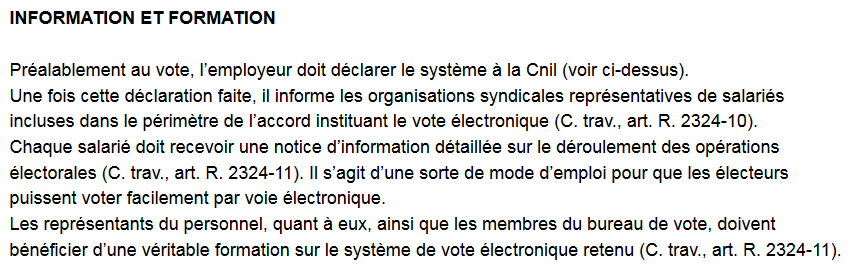 INFORMATION ET FORMATION
Préalablement au vote, l’employeur doit déclarer le système à la Cnil (voir ci-dessus).
Une fois cette déclaration faite, il informe les organisations syndicales représentatives de salariés
incluses dans le périmètre de l’accord instituant le vote électronique (C. trav., art. R. 2324-10).
Chaque salarié doit recevoir une notice d’information détaillée sur le déroulement des opérations
électorales (C. trav., art. R. 2324-11). Il s’agit d’une sorte de mode d’emploi pour que les électeurs
puissent voter facilement par voie électronique.
Les représentants du personnel, quant à eux, ainsi que les membres du bureau de vote, doivent
bénéficier d’une véritable formation sur le système de vote électronique retenu (C. trav., art. R. 2324-11).